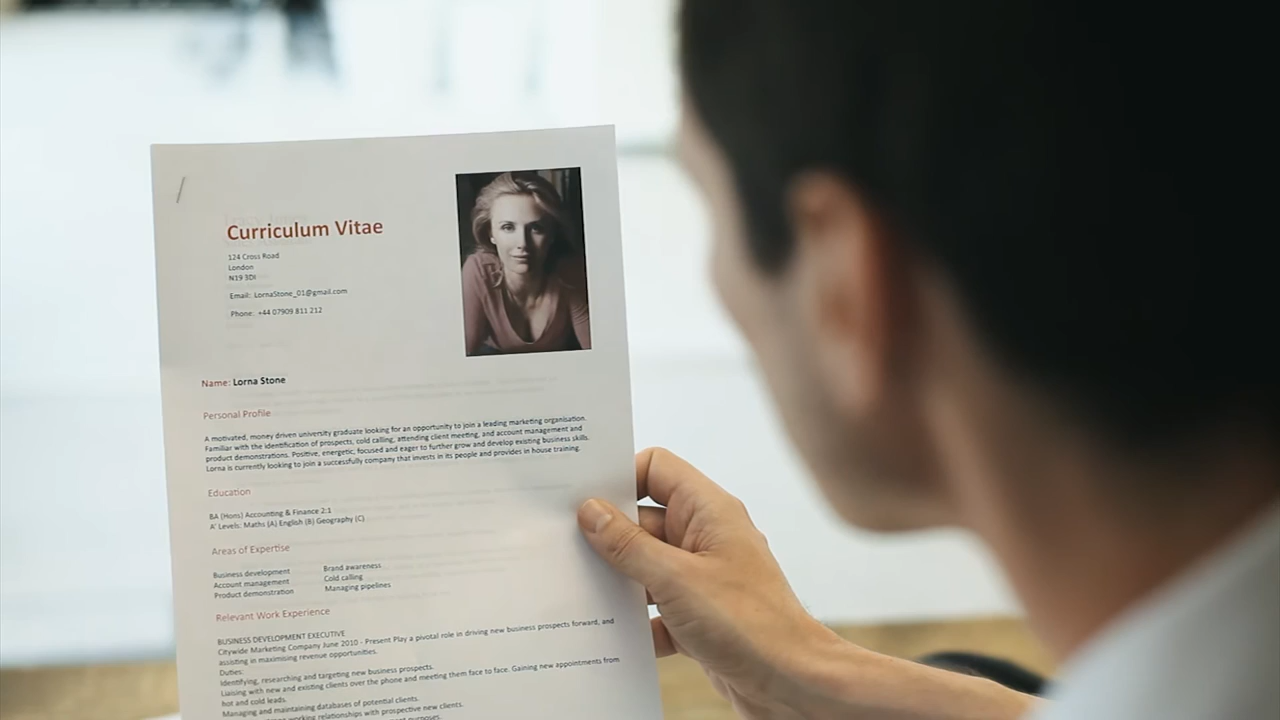 Curriculum Vitae
124 Cross Road
London
N19 3DI
Email: LornaStone_01@gmail.com
Phone: +44 07909 811 212
Name: Lorna Stone
Personal Profile
A motivated, money driven university graduate looking for an opportunity to join a leading marketing organisation.
Familiar with the identification of prospects, cold calling, attending client meeting, and account management and
product demonstrations. Positive, energetic, focused and eager to further grow and develop existing business skills.
Lorna is currently looking to join a successfully company that invests in its people and provides in house training.
Education
BA (Hons) Accounting & Finance 2:1
A' Levels: Maths (A) English (B) Geography (C)
Areas of Expertise
Business development Brand awareness
Account management Cold calling
Product demonstration Managing pipelines
Relevant Work Experience
BUSINESS DEVELOPMENT EXECUTIVE
Citywide Marketing Company June 2010 - Present Play a pivotal role in driving new business prospects forward, and
assisting in maximising revenue opportunities.
Duties:
Identifying, researching and targeting new business prospects.
Liaising with new and existing clients over the phone and meeting them face to face. Gaining new appointments from
hot and cold leads.
Managing and maintaining databases of potential clients.
working relationships with prospective new clients.
purposes.